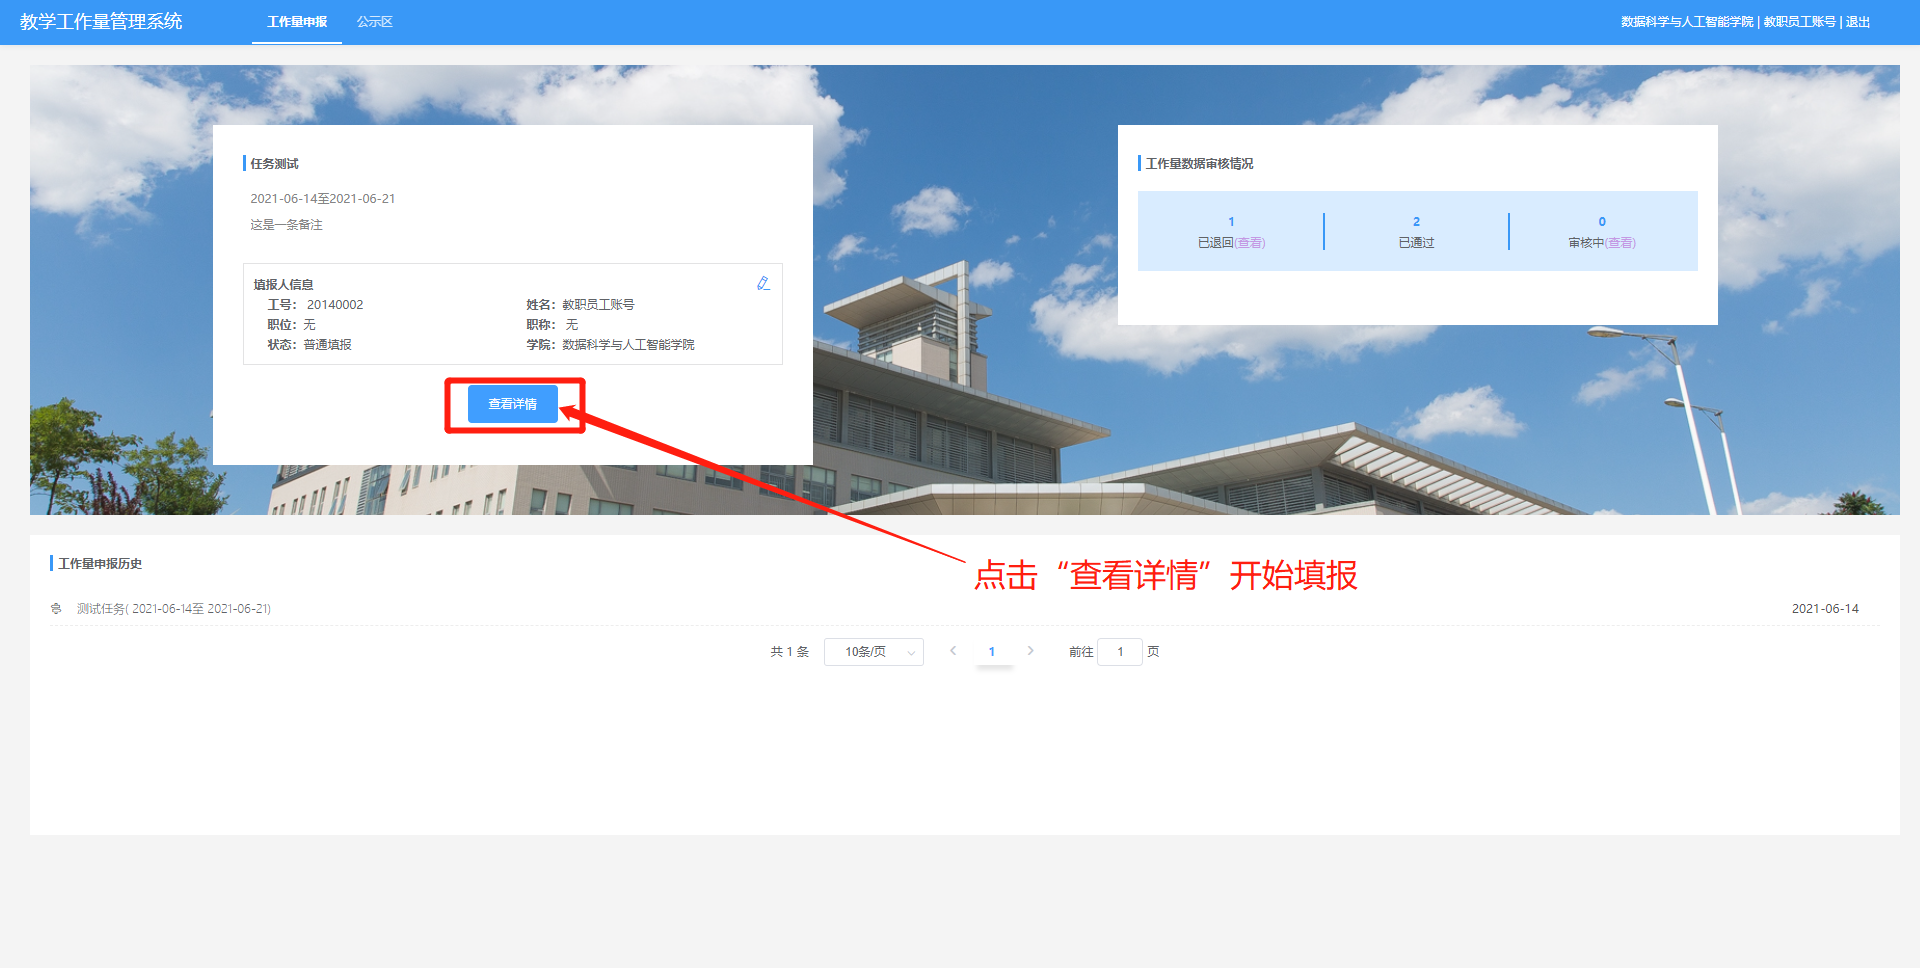 教学工作量管理系统
工作量申报
公示区
数据科学与人工智能学院 | 教职员工账号 | 退出
任务测试
2021-06-14至2021-06-21
这是一条备注
填报人信息
工号： 20140002
姓名：教职员工账号
职位：无
职称： 无
状态：普通填报
学院：数据科学与人工智能学院
查看详情
工作量数据审核情况
1
已退回(查看)
2
已通过
0
审核中(查看)
点击“查看详情”开始填报
工作量申报历史
测试任务( 2021-06-14至 2021-06-21)
2021-06-14
共 1 条
10条/页
1
前往 1 页